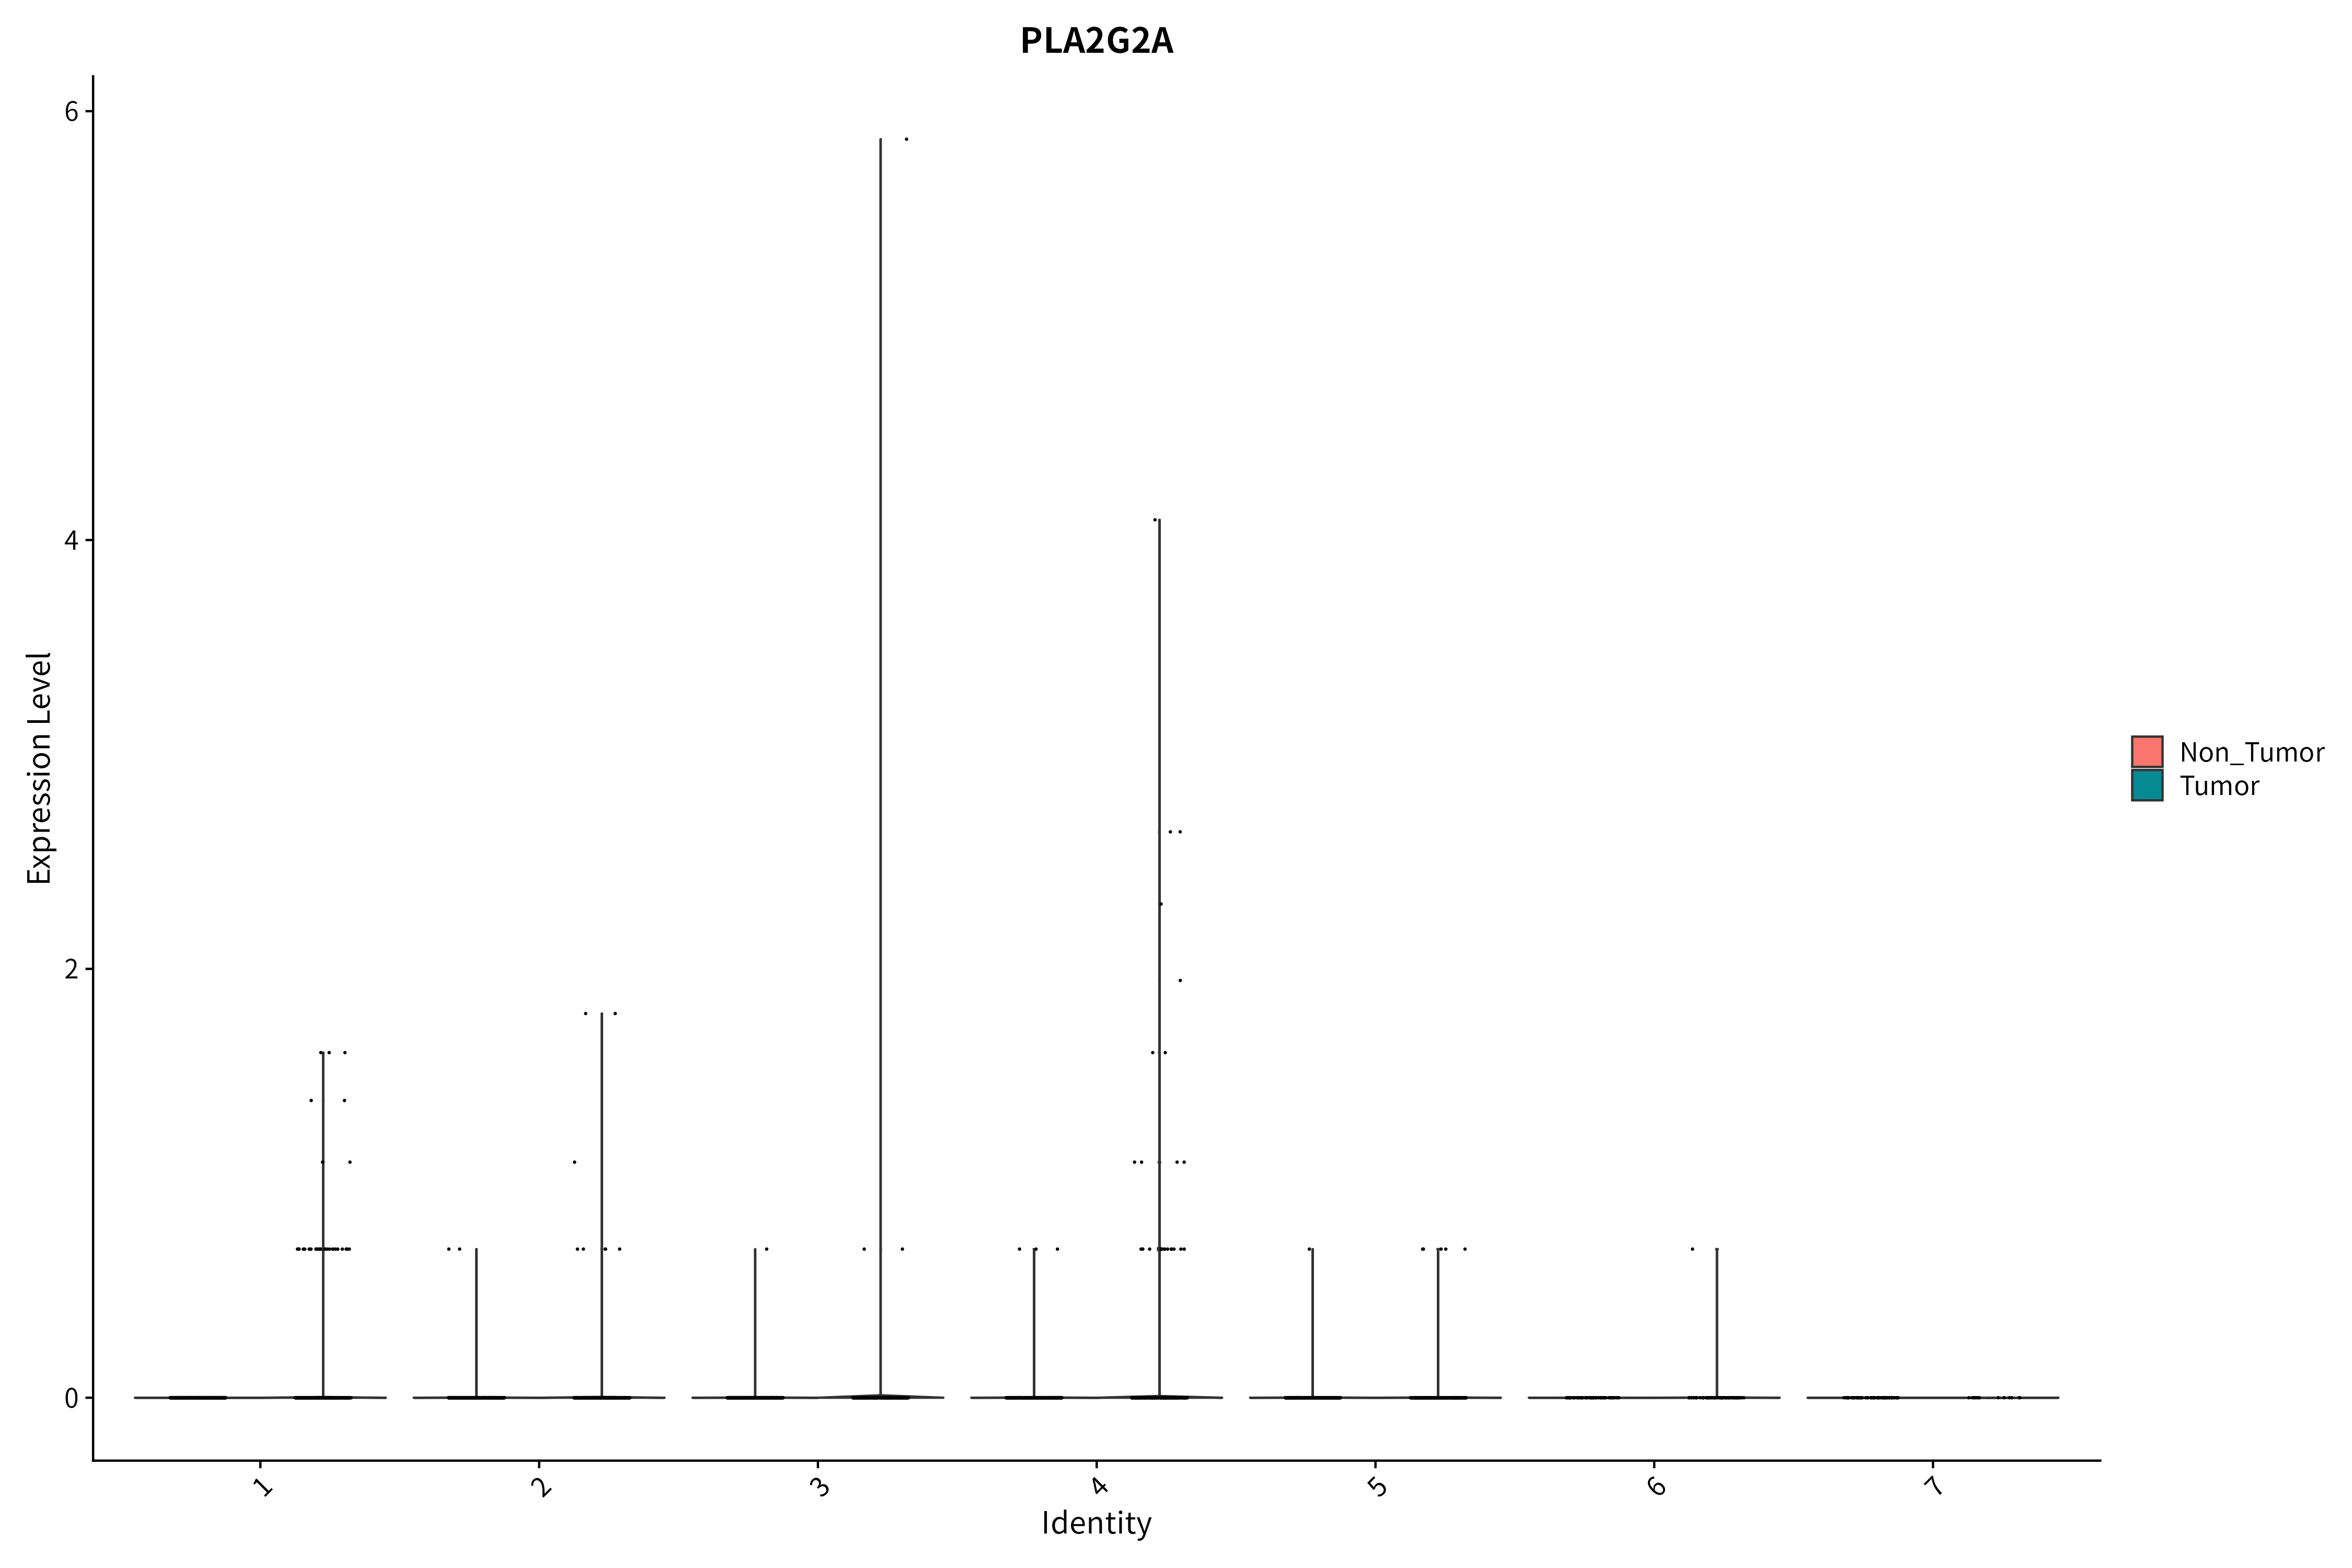 PLA2G2A
6
4
2
0
Expression Level
1
2
3
4
5
6
7
Identity
Non_Tumor
Tumor